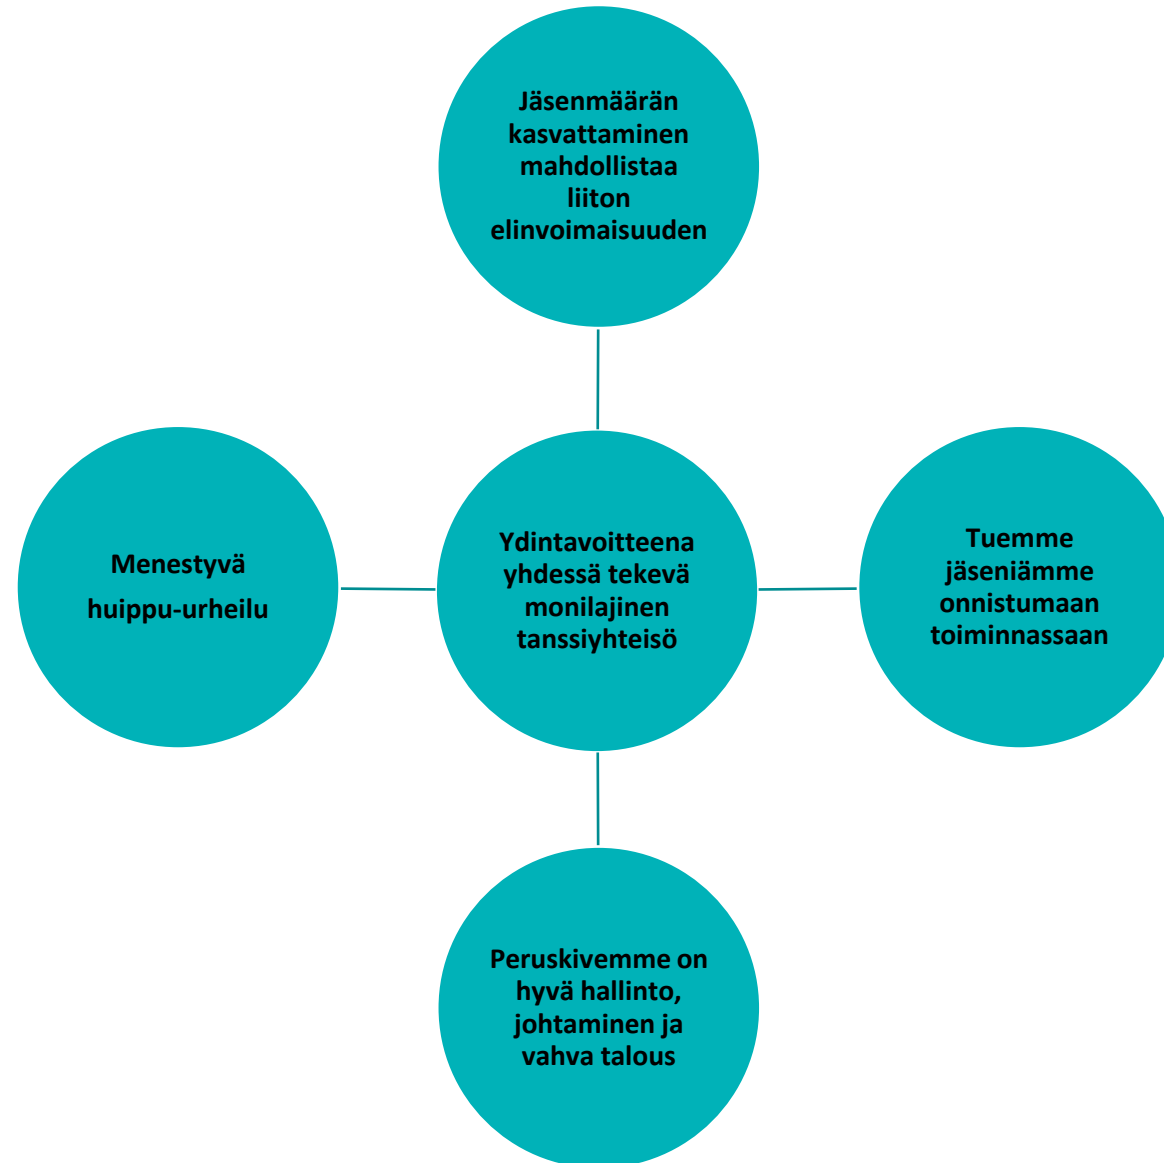 Jäsenmäärän
kasvattaminen
mahdollistaa
liiton
elinvoimaisuuden
Menestyvä
huippu-urheilu
Ydintavoitteena
yhdessä tekevä
monilajinen
tanssiyhteisö
Tuemme
jäseniämme
onnistumaan
toiminnassaan
Peruskivemme on
hyvä hallinto,
johtaminen ja
vahva talous